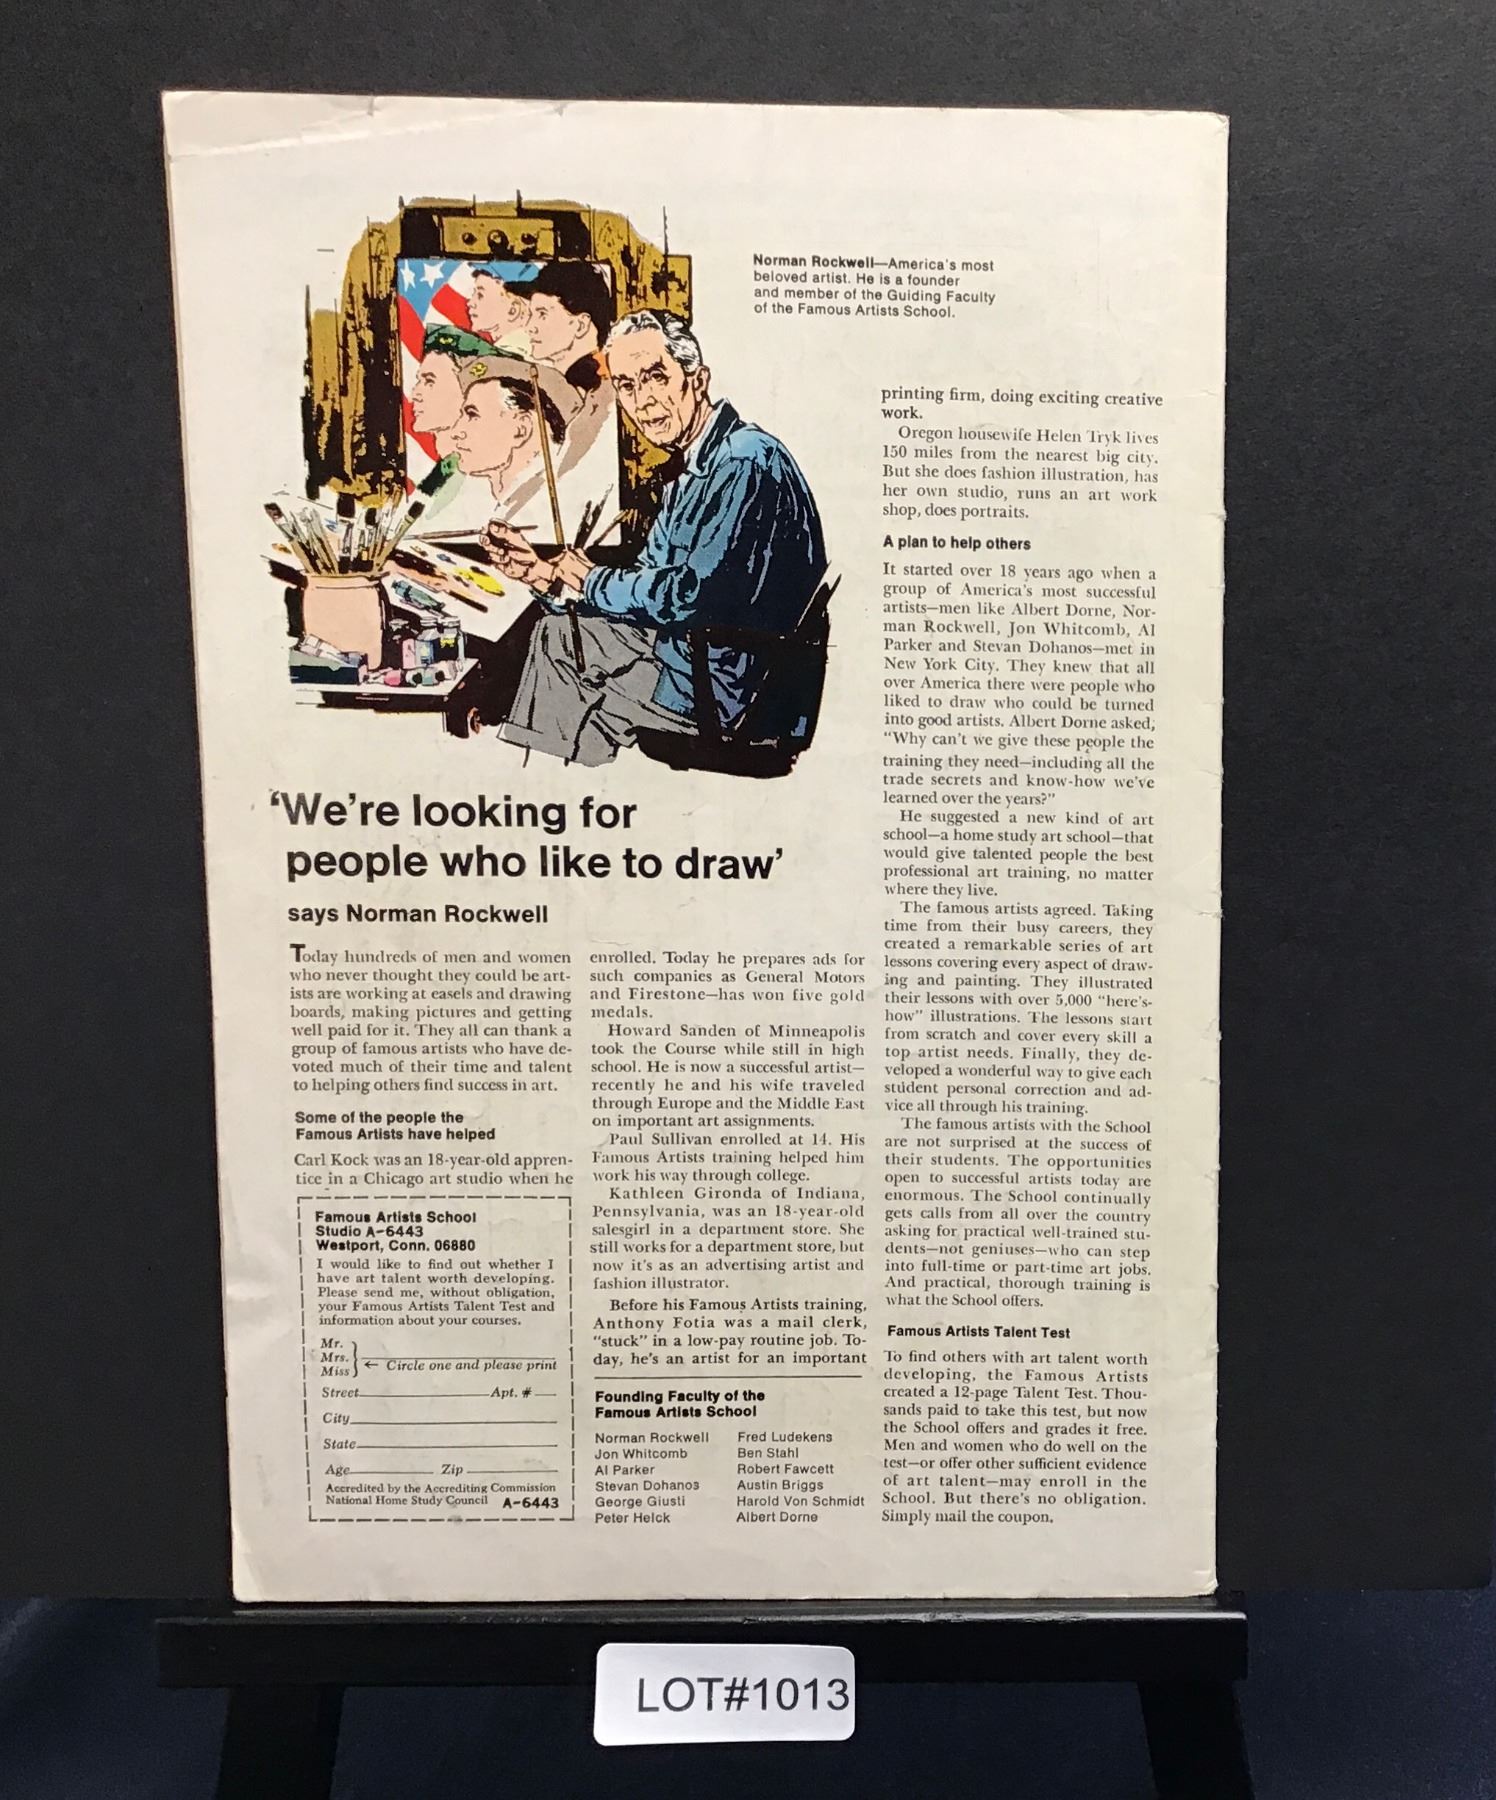 Norman Rockwell—America's most
beloved artist. He is a founder
and member of the Guiding Faculty
of the Famous Artists School.
'We're looking for
people who like to draw'
says Norman Rockwell
Today hundreds of men and women
who never thought they could be art-
ists are working at easels and drawing
boards, making pictures and getting
well paid for it. They all can thank a
group of famous artists who have de-
voted much of their time and talent
to helping others find success in art.
Some of the people the
Famous Artists have helped
Carl Kock was an 18-year-old appren-
tice in a Chicago art studio when he
enrolled. Today he prepares ads for
such companies as General Motors
and Firestone—has won five gold
medals.
Howard Sanden of Minneapolis
took the Course while still in high
school. He is now a successful artist—
recently he and his wife traveled
through Europe and the Middle East
on important art assignments.
Paul Sullivan enrolled at 14. His
Famous Artists training helped him
work his way through college.
Kathleen Gironda of Indiana,
Pennsylvania, was an 18-year-old
salesgirl in a department store. She
still works for a department store, but
now it's as an advertising artist and
fashion illustrator.
Before his Famous Artists training,
Anthony Fotia was a mail clerk,
"stuck" in a low-pay routine job. To-
day, he's an artist for an important
printing firm, doing exciting creative
work.
Oregon housewife Helen Tryk lives
150 miles from the nearest big city.
But she does fashion illustration, has
her own studio, runs an art work
shop, does portraits.
A plan to help others
It started over 18 years ago when a
group of America's most successful
artists—men like Albert Dorne, Nor-
man Rockwell, Jon Whitcomb, Al
Parker and Stevan Dohanos—met in
New York City. They knew that all
over America there were people who
liked to draw who could be turned
into good artists. Albert Dorne asked,
"Why can't we give these people the
training they need—including all the
trade secrets and know-how we've
learned over the years?"
He suggested a new kind of art
school—a home study art school—that
would give talented people the best
professional art training, no matter
where they live.
The famous artists agreed. Taking
time from their busy careers, they
created a remarkable series of art
lessons covering every aspect of draw-
ing and painting. They illustrated
their lessons with over 5,000 "here's-
how" illustrations. The lessons start
from scratch and cover every skill a
top artist needs. Finally, they de-
veloped a wonderful way to give each
student personal correction and ad-
vice all through his training.
The famous artists with the School
are not surprised at the success of
their students. The opportunities
open to successful artists today are
enormous. The School continually
gets calls from all over the country
asking for practical well-trained stu-
dents—not geniuses—who can step
into full-time or part-time art jobs.
And practical, thorough training is
what the School offers.
Famous Artists Talent Test
To find others with art talent worth
developing, the Famous Artists
created a 12-page Talent Test. Thou-
sands paid to take this test, but now
the School offers and grades it free.
Men and women who do well on the
test—or offer other sufficient evidence
of art talent—may enroll in the
School. But there's no obligation.
Simply mail the coupon.
Famous Artists School
Studio A-6443
Westport, Conn. 06880
I would like to find out whether I
have art talent worth developing.
Please send me, without obligation,
your Famous Artists Talent Test and
information about your courses.
Mr.
Mrs.
Miss ← Circle one and please print
Street Apt. #
City
State
Age Zip
Accredited by the Accrediting Commission
National Home Study Council A-6443
Founding Faculty of the
Famous Artists School
Norman Rockwell
Jon Whitcomb
Al Parker
Stevan Dohanos
George Giusti
Peter Helck
Fred Ludekens
Ben Stahl
Robert Fawcett
Austin Briggs
Harold Von Schmidt
Albert Dorne
LOT#1013